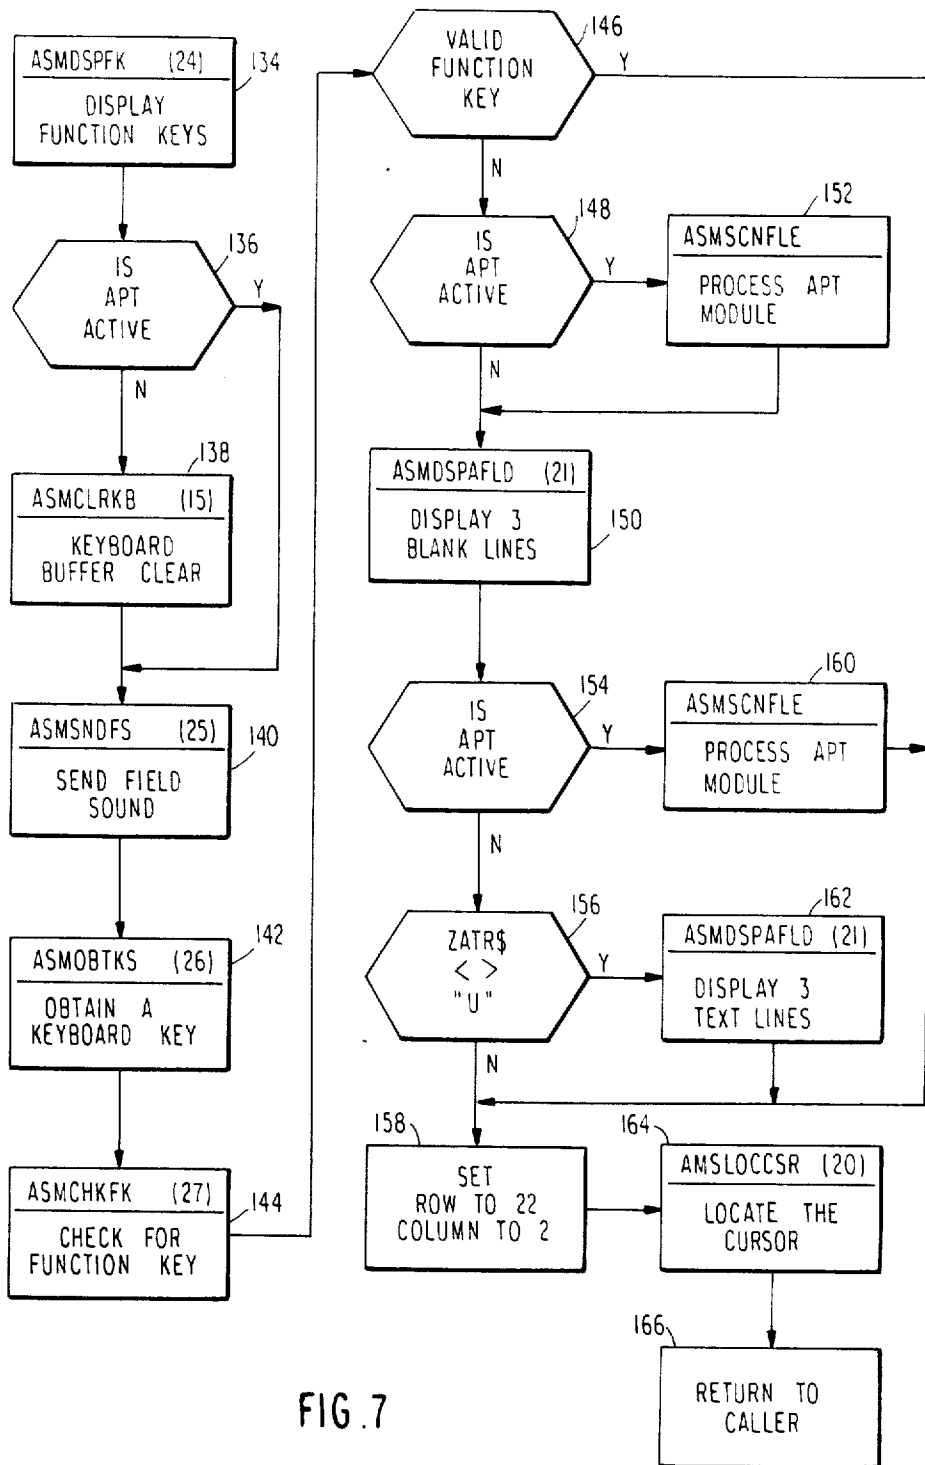 ASMDSPFK (24)
134
DISPLAY
FUNCTION KEYS
136
IS
APT
ACTIVE
Y
N
138
ASMCLRKB (15)
KEYBOARD
BUFFER CLEAR
ASMSNDFS (25)
140
SEND FIELD
SOUND
142
ASMOBTKS (26)
OBTAIN A
KEYBOARD KEY
ASMCHKFK (27)
144
CHECK FOR
FUNCTION KEY
146
VALID
FUNCTION
KEY
Y
N
148
IS
APT
ACTIVE
Y
N
152
ASMSCNFLE
PROCESS APT
MODULE
ASMDSPAFLD (21)
150
DISPLAY 3
BLANK LINES
154
IS
APT
ACTIVE
Y
N
160
ASMSCNFLE
PROCESS APT
MODULE
156
ZATR$
< >
"U"
Y
N
162
ASMDSPAFLD (21)
DISPLAY 3
TEXT LINES
158
SET
ROW TO 22
COLUMN TO 2
164
AMSLOCCSR (20)
LOCATE THE
CURSOR
166
RETURN TO
CALLER
FIG.7